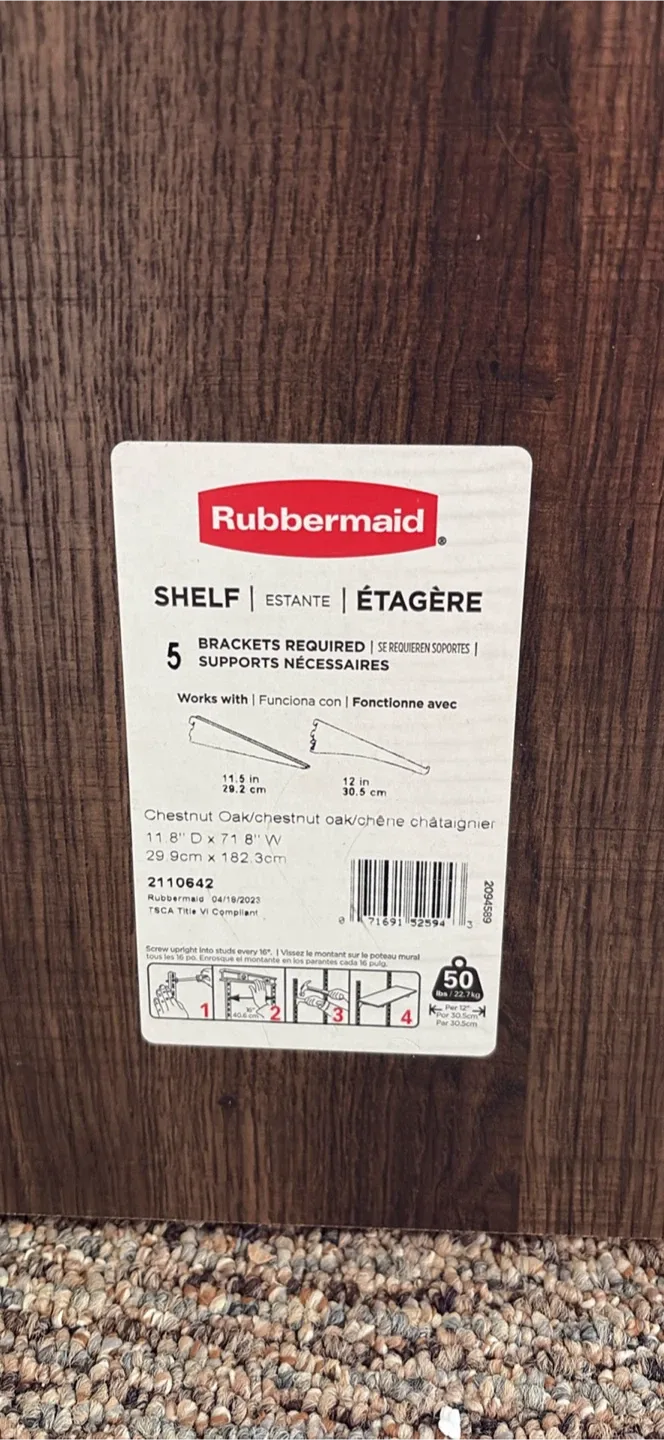 Rubbermaid®
SHELF | ESTANTE | ÉTAGÈRE
5 BRACKETS REQUIRED | SE REQUIEREN SOPORTES |
SUPPORTS NÉCESSAIRES
Works with | Funciona con | Fonctionne avec
11.5 in
29.2 cm
12 in
30.5 cm
Chestnut Oak/chestnut oak/chêne châtaignier
11.8" D x 71.8" W
29.9cm x 182.3cm
2110642
Rubbermaid 04/18/2023
TSCA Title VI Compliant
0 71691 52594 3
2094589
Screw upright into studs every 16". | Vissez le montant sur le poteau mural
tous les 16 po. Enrosque el montante en los parantes cada 16 pulg.
1
16"
40.6 cm
2
3
4
50
lbs / 22.7kg
Per 12"
Por 30.5cm
Par 30.5cm